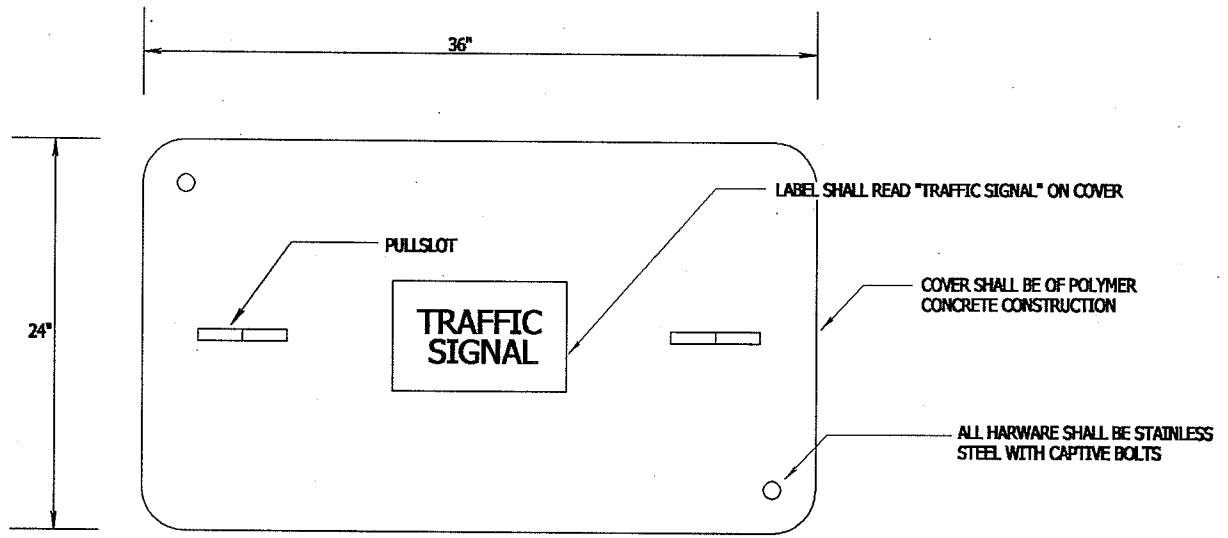 36"
LABEL SHALL READ "TRAFFIC SIGNAL" ON COVER
PULLSLOT
COVER SHALL BE OF POLYMER
CONCRETE CONSTRUCTION
24"
TRAFFIC
SIGNAL
ALL HARWARE SHALL BE STAINLESS
STEEL WITH CAPTIVE BOLTS